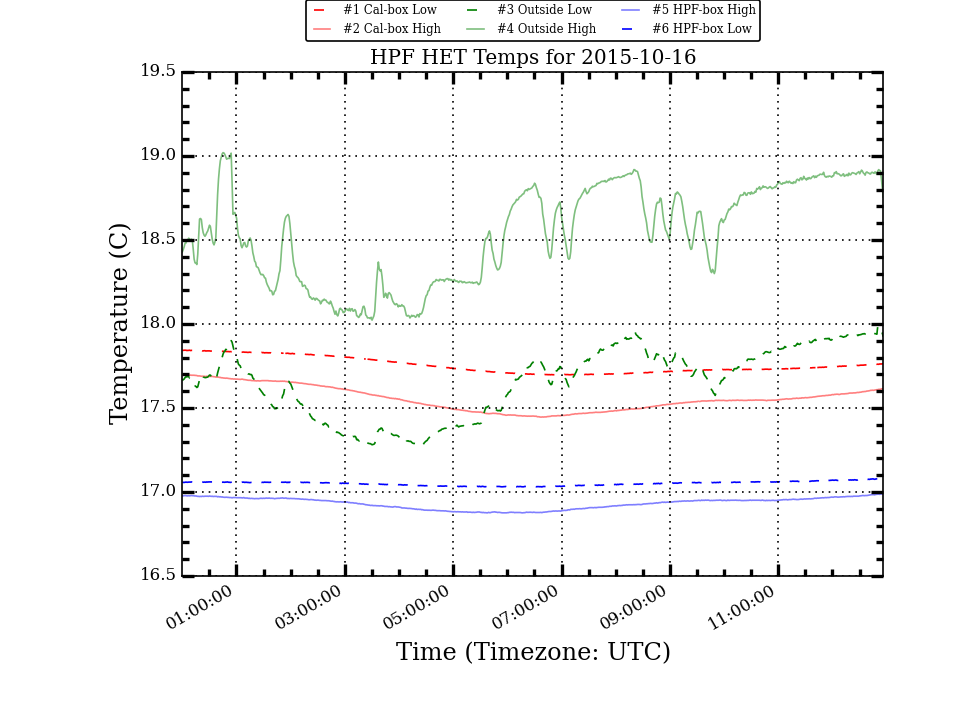 #1 Cal-box Low #3 Outside Low #5 HPF-box High
#2 Cal-box High #4 Outside High #6 HPF-box Low
HPF HET Temps for 2015-10-16
19.5
19.0
18.5
18.0
17.5
17.0
16.5
Temperature (C)
01:00:00 03:00:00 05:00:00 07:00:00 09:00:00 11:00:00
Time (Timezone: UTC)